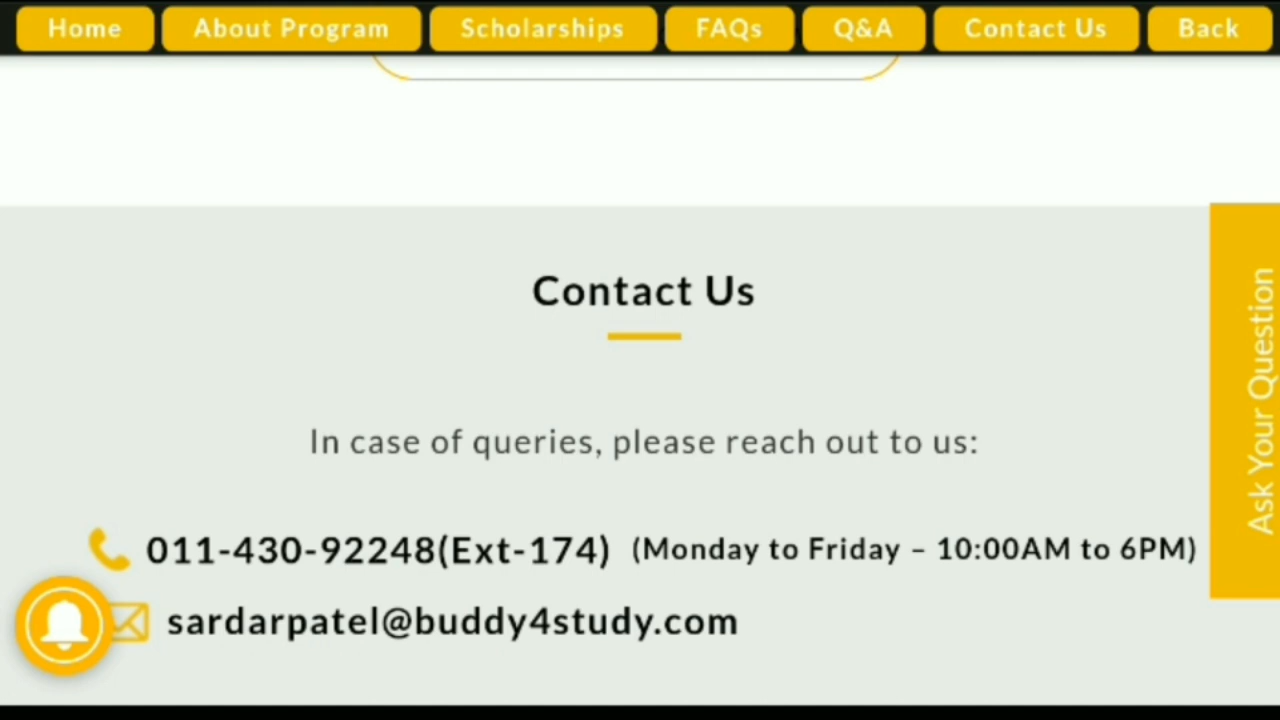 Home About Program Scholarships FAQs Q&A Contact Us Back
Contact Us
In case of queries, please reach out to us:
011-430-92248(Ext-174) (Monday to Friday – 10:00AM to 6PM)
sardarpatel@buddy4study.com
Ask Your Question